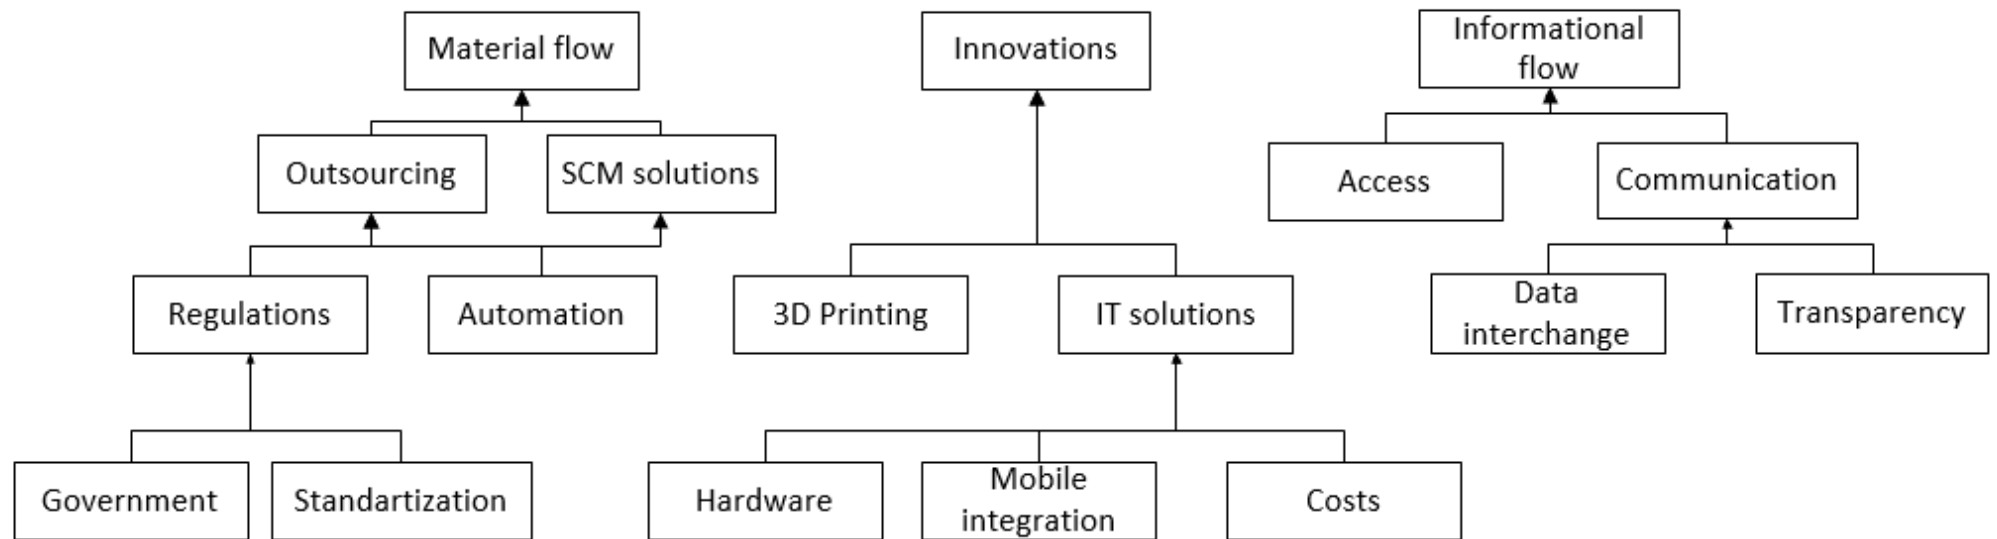 Material flow
Innovations
Informational
flow
Outsourcing
SCM solutions
Access
Communication
Regulations
Automation
3D Printing
IT solutions
Data
interchange
Transparency
Government
Standartization
Hardware
Mobile
integration
Costs